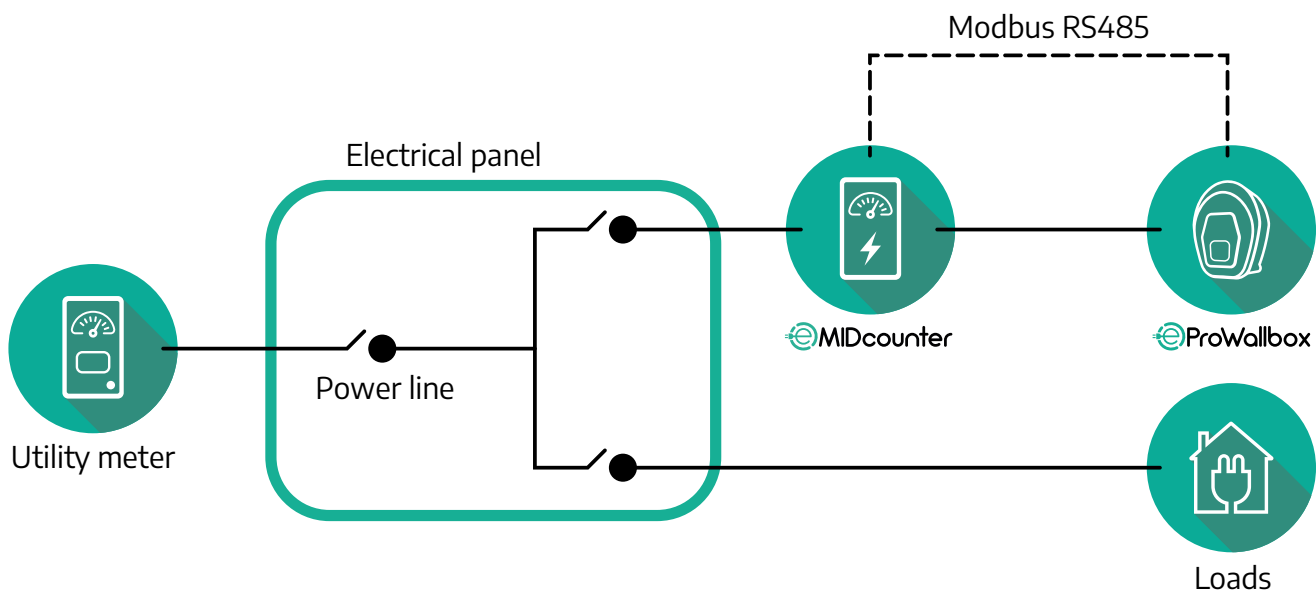 Modbus RS485
Electrical panel
eMIDcounter
eProWallbox
Power line
Utility meter
Loads